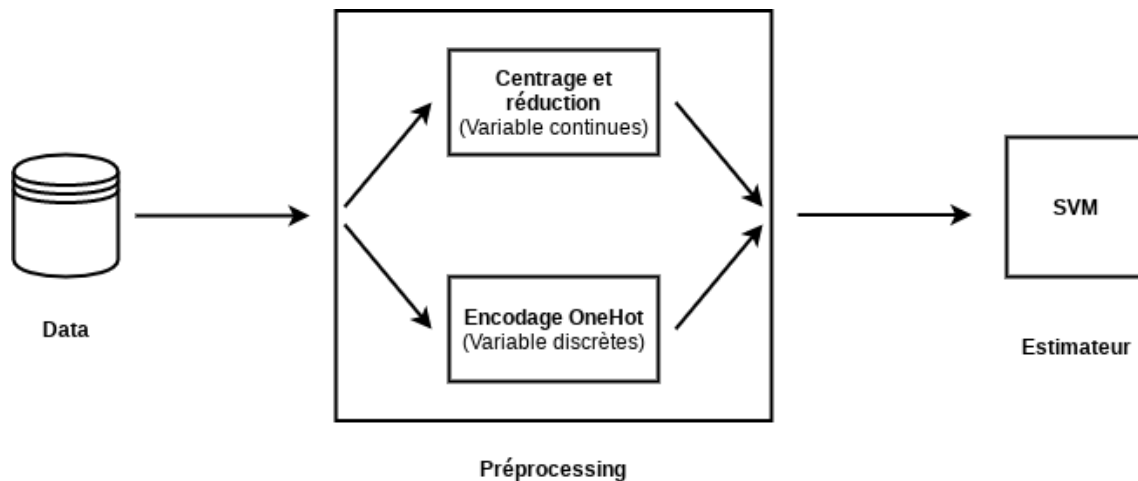 Centrage et
réduction
(Variable continues)
SVM
Encodage OneHot
(Variable discrètes)
Data
Estimateur
Préprocessing